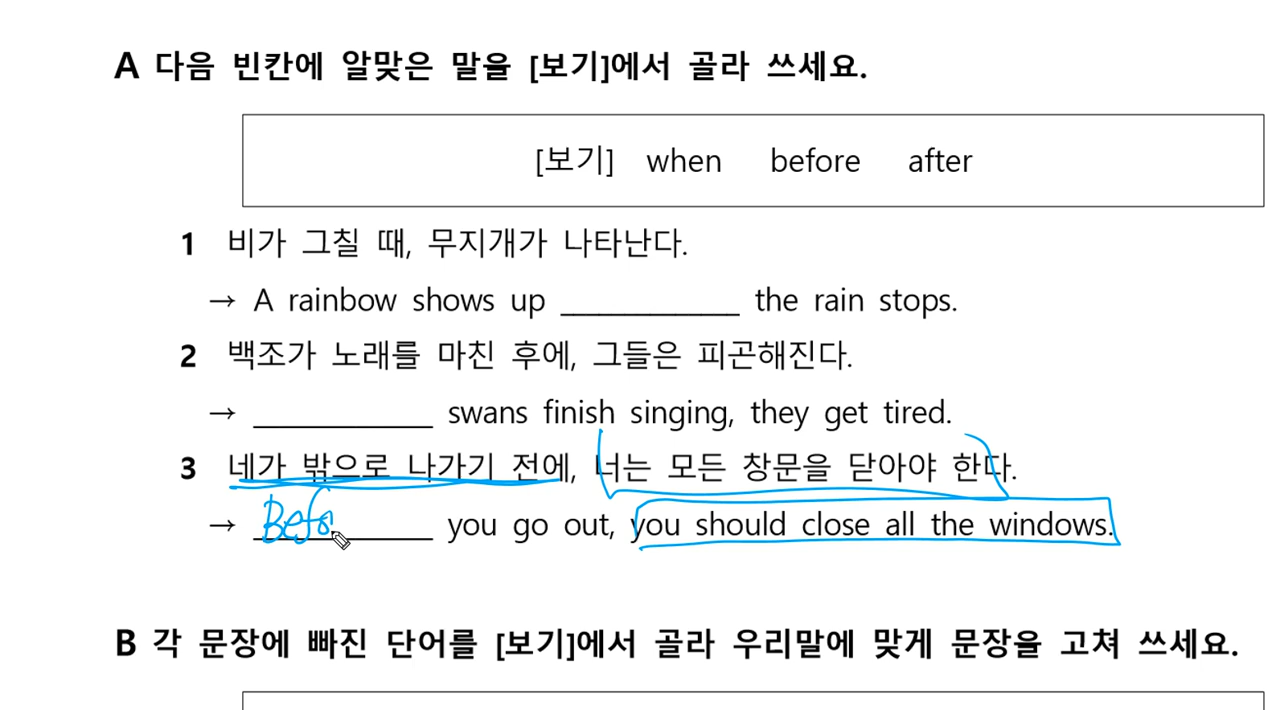 A 다음 빈칸에 알맞은 말을 [보기]에서 골라 쓰세요.
[보기] when before after
1 비가 그칠 때, 무지개가 나타난다.
→ A rainbow shows up ____________ the rain stops.
2 백조가 노래를 마친 후에, 그들은 피곤해진다.
→ ____________ swans finish singing, they get tired.
3 네가 밖으로 나가기 전에, 너는 모든 창문을 닫아야 한다.
→ Befo you go out, you should close all the windows.
B 각 문장에 빠진 단어를 [보기]에서 골라 우리말에 맞게 문장을 고쳐 쓰세요.